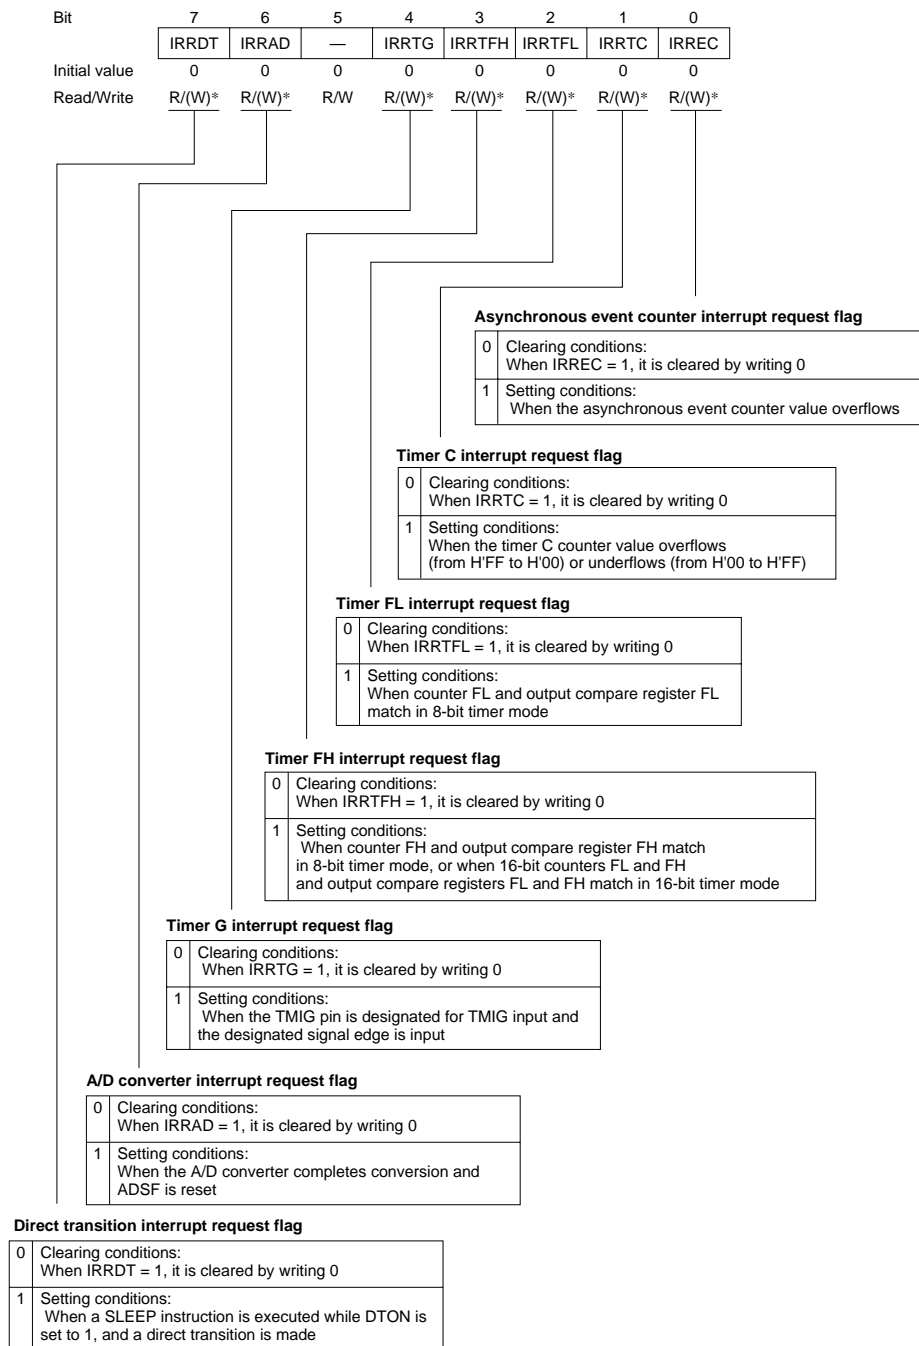 Bit 7 6 5 4 3 2 1 0
IRRDT IRRAD — IRRTG IRRTFH IRRTFL IRRTC IRREC
Initial value 0 0 0 0 0 0 0 0
Read/Write R/(W)* R/(W)* R/W R/(W)* R/(W)* R/(W)* R/(W)* R/(W)*
Asynchronous event counter interrupt request flag
0 Clearing conditions:
When IRREC = 1, it is cleared by writing 0
1 Setting conditions:
When the asynchronous event counter value overflows
Timer C interrupt request flag
0 Clearing conditions:
When IRRTC = 1, it is cleared by writing 0
1 Setting conditions:
When the timer C counter value overflows
(from H'FF to H'00) or underflows (from H'00 to H'FF)
Timer FL interrupt request flag
0 Clearing conditions:
When IRRTFL = 1, it is cleared by writing 0
1 Setting conditions:
When counter FL and output compare register FL
match in 8-bit timer mode
Timer FH interrupt request flag
0 Clearing conditions:
When IRRTFH = 1, it is cleared by writing 0
1 Setting conditions:
When counter FH and output compare register FH match
in 8-bit timer mode, or when 16-bit counters FL and FH
and output compare registers FL and FH match in 16-bit timer mode
Timer G interrupt request flag
0 Clearing conditions:
When IRRTG = 1, it is cleared by writing 0
1 Setting conditions:
When the TMIG pin is designated for TMIG input and
the designated signal edge is input
A/D converter interrupt request flag
0 Clearing conditions:
When IRRAD = 1, it is cleared by writing 0
1 Setting conditions:
When the A/D converter completes conversion and
ADSF is reset
Direct transition interrupt request flag
0 Clearing conditions:
When IRRDT = 1, it is cleared by writing 0
1 Setting conditions:
When a SLEEP instruction is executed while DTON is
set to 1, and a direct transition is made